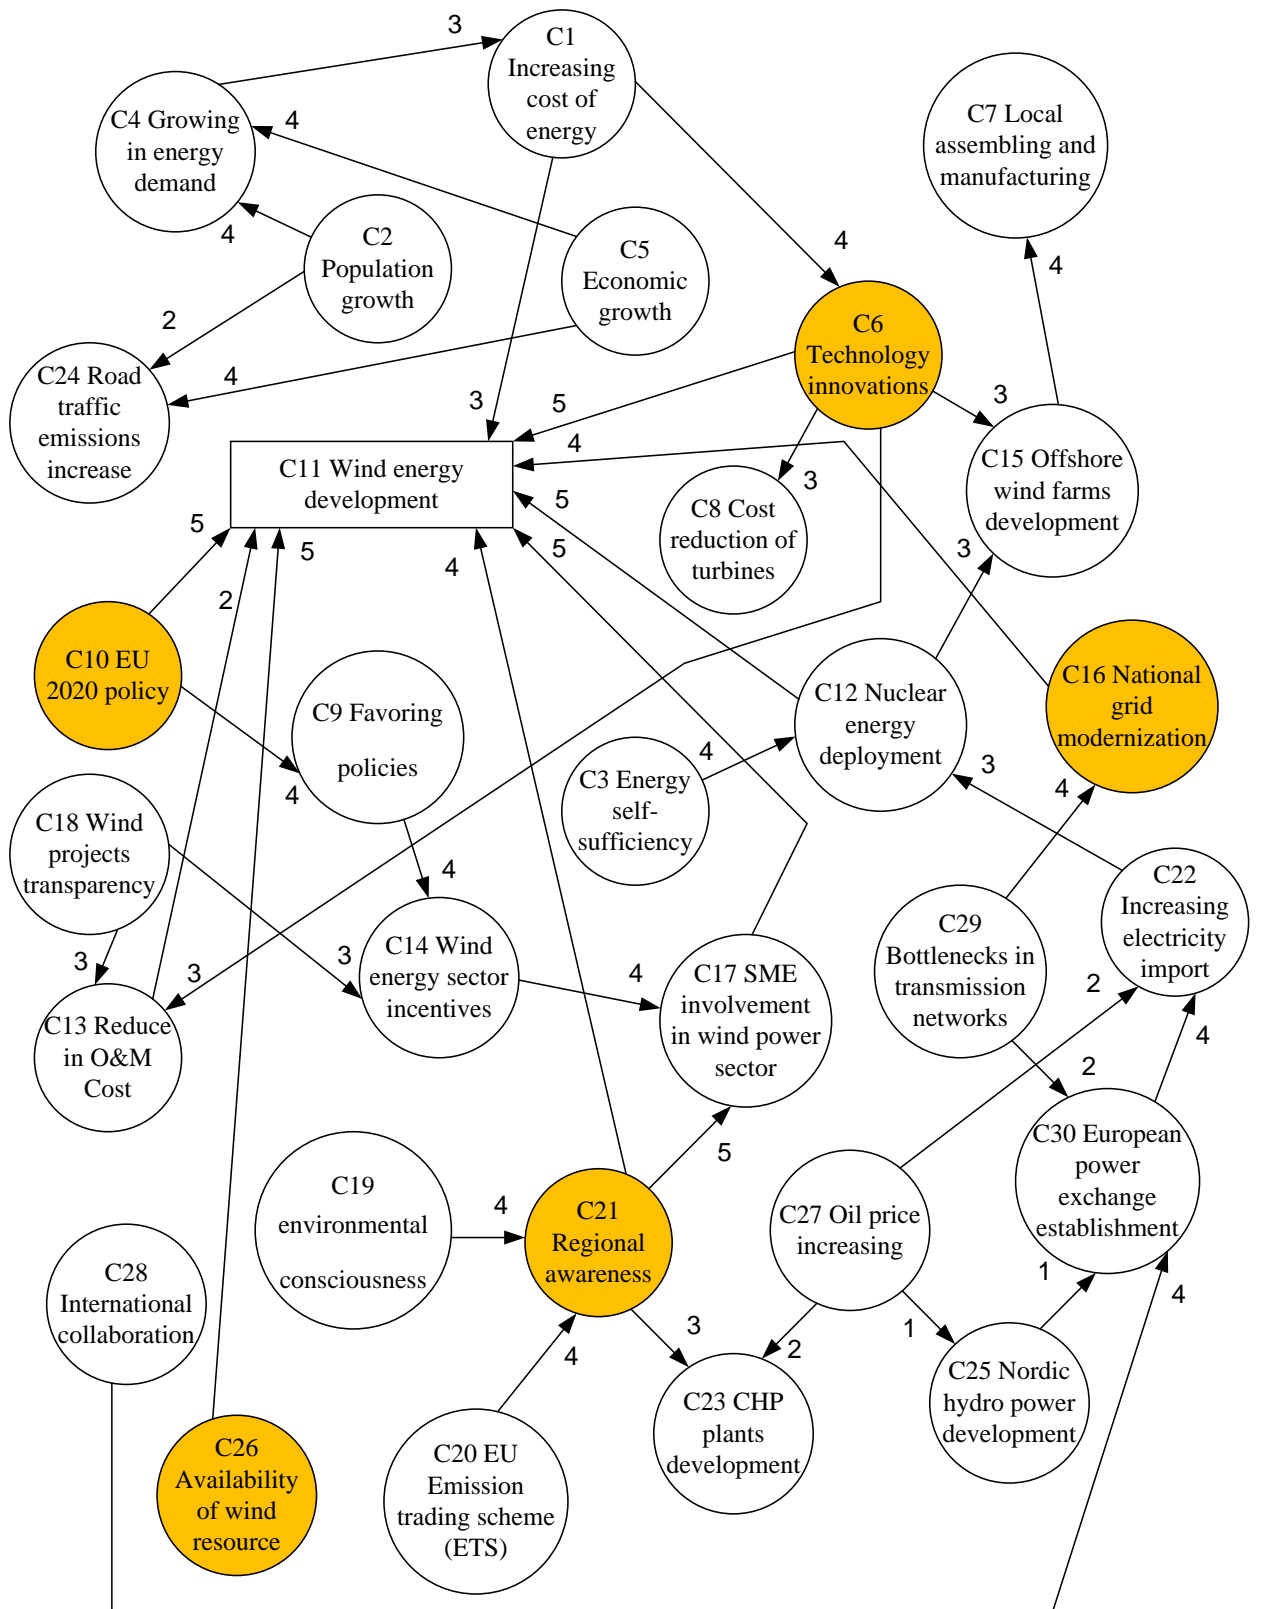 3
C1
Increasing
cost of
energy
C4 Growing
in energy
demand
4
C7 Local
assembling and
manufacturing
4
C2
Population
growth
C5
Economic
growth
4
4
2
4
C6
Technology
innovations
C24 Road
traffic
emissions
increase
3
5
4
3
C11 Wind energy
development
3
C8 Cost
reduction of
turbines
C15 Offshore
wind farms
development
5
5
5
4
5
3
2
C10 EU
2020 policy
C9 Favoring
policies
4
C12 Nuclear
energy
deployment
C16 National
grid
modernization
4
C3 Energy
self-
sufficiency
3
4
C18 Wind
projects
transparency
4
C22
Increasing
electricity
import
C29
Bottlenecks in
transmission
networks
3
3
3
C14 Wind
energy sector
incentives
4
C17 SME
involvement
in wind power
sector
2
4
C13 Reduce
in O&M
Cost
2
C30 European
power
exchange
establishment
5
C19
environmental
consciousness
4
C21
Regional
awareness
C27 Oil price
increasing
1
4
C28
International
collaboration
4
3
2
1
C23 CHP
plants
development
C25 Nordic
hydro power
development
C26
Availability
of wind
resource
C20 EU
Emission
trading scheme
(ETS)